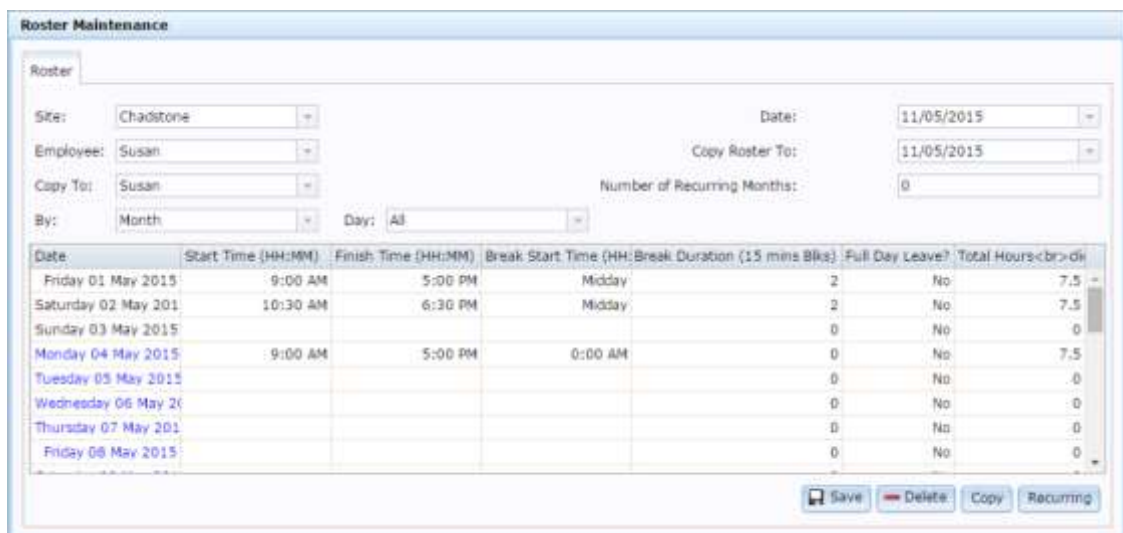 Roster Maintenance
Roster
Site: Chadstone Date: 11/05/2015
Employee: Susan Copy Roster To: 11/05/2015
Copy To: Susan Number of Recurring Months: 0
By: Month Day: All
Date Start Time (HH:MM) Finish Time (HH:MM) Break Start Time (HH: Break Duration (15 mins Blks) Full Day Leave? Total Hours<br>di
Friday 01 May 2015 9:00 AM 5:00 PM Midday 2 No 7.5
Saturday 02 May 201 10:30 AM 6:30 PM Midday 2 No 7.5
Sunday 03 May 2015 0 No 0
Monday 04 May 2015 9:00 AM 5:00 PM 0:00 AM 0 No 7.5
Tuesday 05 May 2015 0 No 0
Wednesday 06 May 20 0 No 0
Thursday 07 May 201 0 No 0
Friday 08 May 2015 0 No 0
Save Delete Copy Recurring